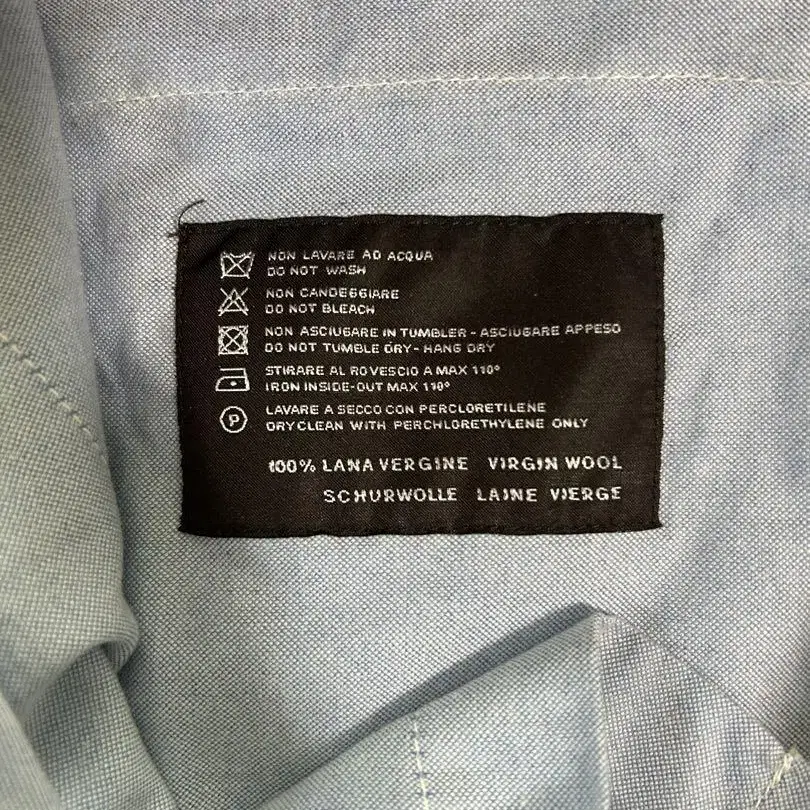 NON LAVARE AD ACQUA
DO NOT WASH
NON CANDEGGIARE
DO NOT BLEACH
NON ASCIUGARE IN TUMBLER - ASCIUGARE APPESO
DO NOT TUMBLE DRY - HANG DRY
STIRARE AL ROVESCIO A MAX 110°
IRON INSIDE-OUT MAX 110°
P
LAVARE A SECCO CON PERCLORETILENE
DRY CLEAN WITH PERCHLORETHYLENE ONLY
100% LANA VERGINE VIRGIN WOOL
SCHURWOLLE LAINE VIERGE